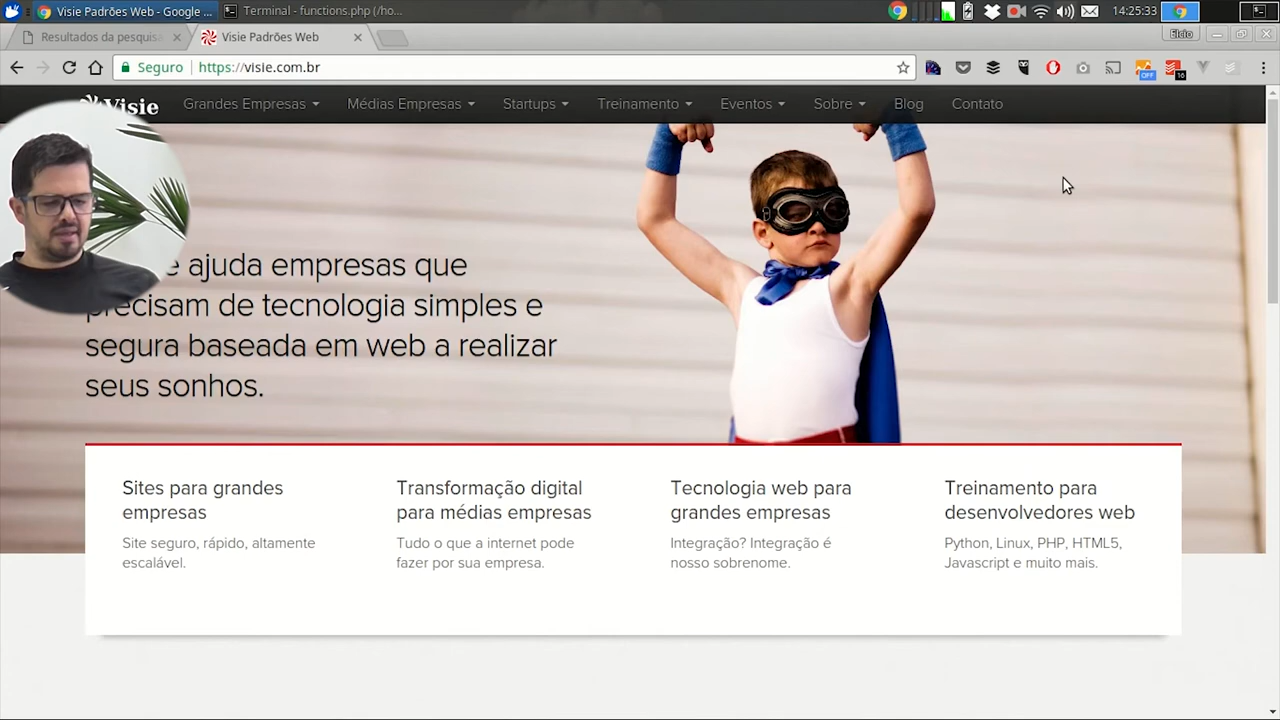 Visie Padrões Web - Google ...
Terminal - functions.php (/ho...
14:25:33
Resultados da pesquisa
Visie Padrões Web
Elcio
Seguro
https://visie.com.br
OFF
16
Visie
Grandes Empresas
Médias Empresas
Startups
Treinamento
Eventos
Sobre
Blog
Contato
e ajuda empresas que
precisam de tecnologia simples e
segura baseada em web a realizar
seus sonhos.
Sites para grandes
empresas
Site seguro, rápido, altamente
escalável.
Transformação digital
para médias empresas
Tudo o que a internet pode
fazer por sua empresa.
Tecnologia web para
grandes empresas
Integração? Integração é
nosso sobrenome.
Treinamento para
desenvolvedores web
Python, Linux, PHP, HTML5,
Javascript e muito mais.